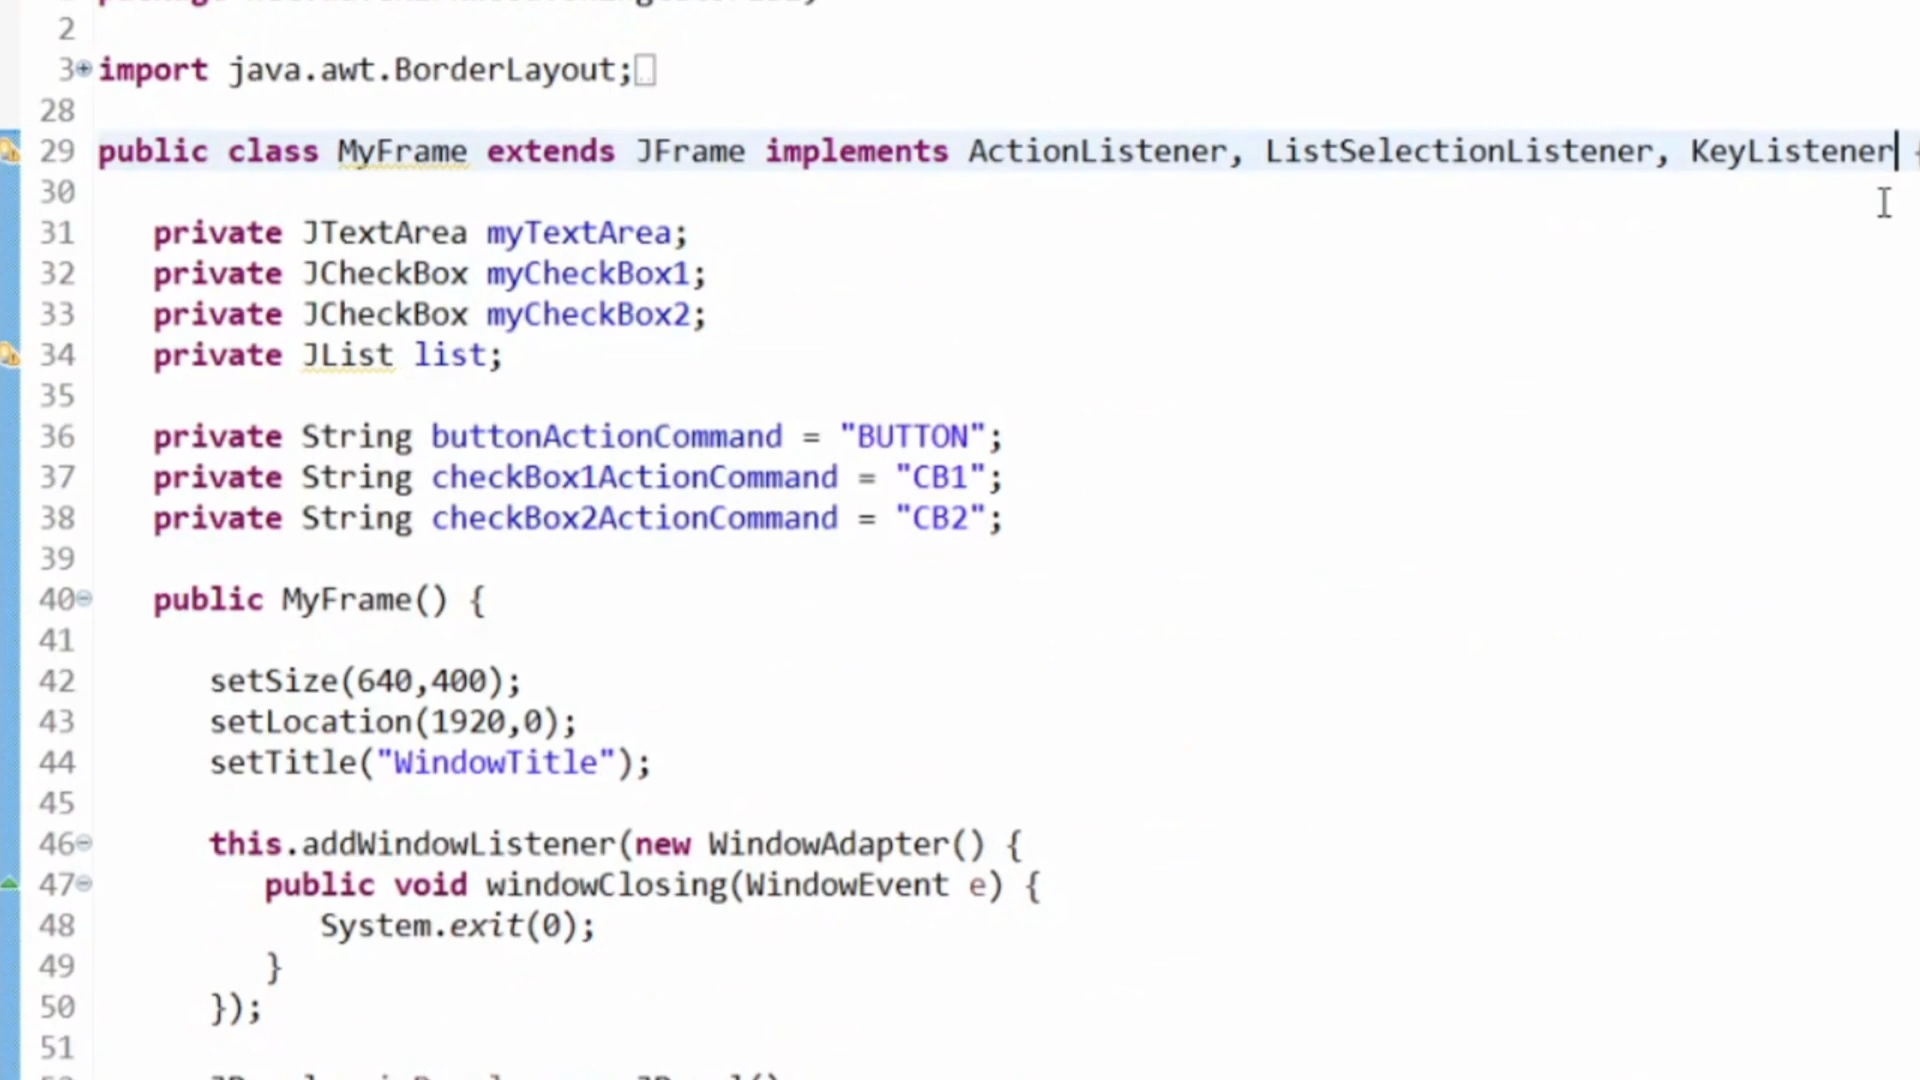 2
3 import java.awt.BorderLayout;
28
29 public class MyFrame extends JFrame implements ActionListener, ListSelectionListener, KeyListener {
30
31 private JTextArea myTextArea;
32 private JCheckBox myCheckBox1;
33 private JCheckBox myCheckBox2;
34 private JList list;
35
36 private String buttonActionCommand = "BUTTON";
37 private String checkBox1ActionCommand = "CB1";
38 private String checkBox2ActionCommand = "CB2";
39
40 public MyFrame() {
41
42 setSize(640,400);
43 setLocation(1920,0);
44 setTitle("WindowTitle");
45
46 this.addWindowListener(new WindowAdapter() {
47 public void windowClosing(WindowEvent e) {
48 System.exit(0);
49 }
50 });
51